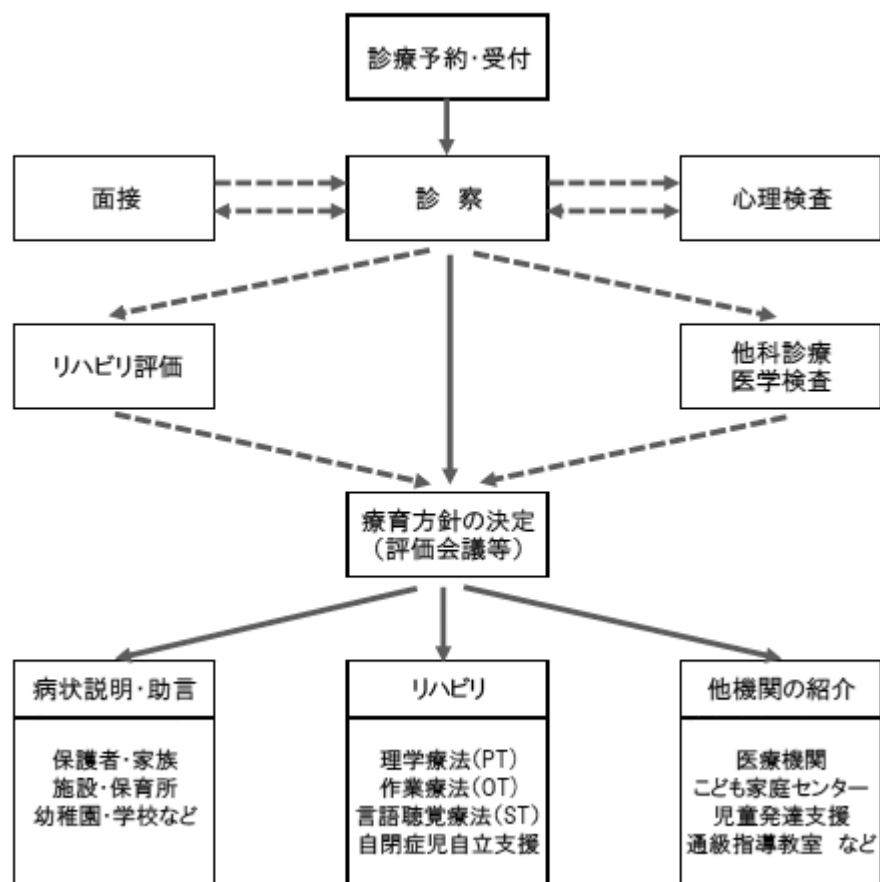 診療予約・受付
面接
診 察
心理検査
リハビリ評価
他科診療
医学検査
療育方針の決定
（評価会議等）
病状説明・助言
保護者・家族
施設・保育所
幼稚園・学校など
リハビリ
理学療法(PT)
作業療法(OT)
言語聴覚療法(ST)
自閉症児自立支援
他機関の紹介
医療機関
こども家庭センター
児童発達支援
通級指導教室 など